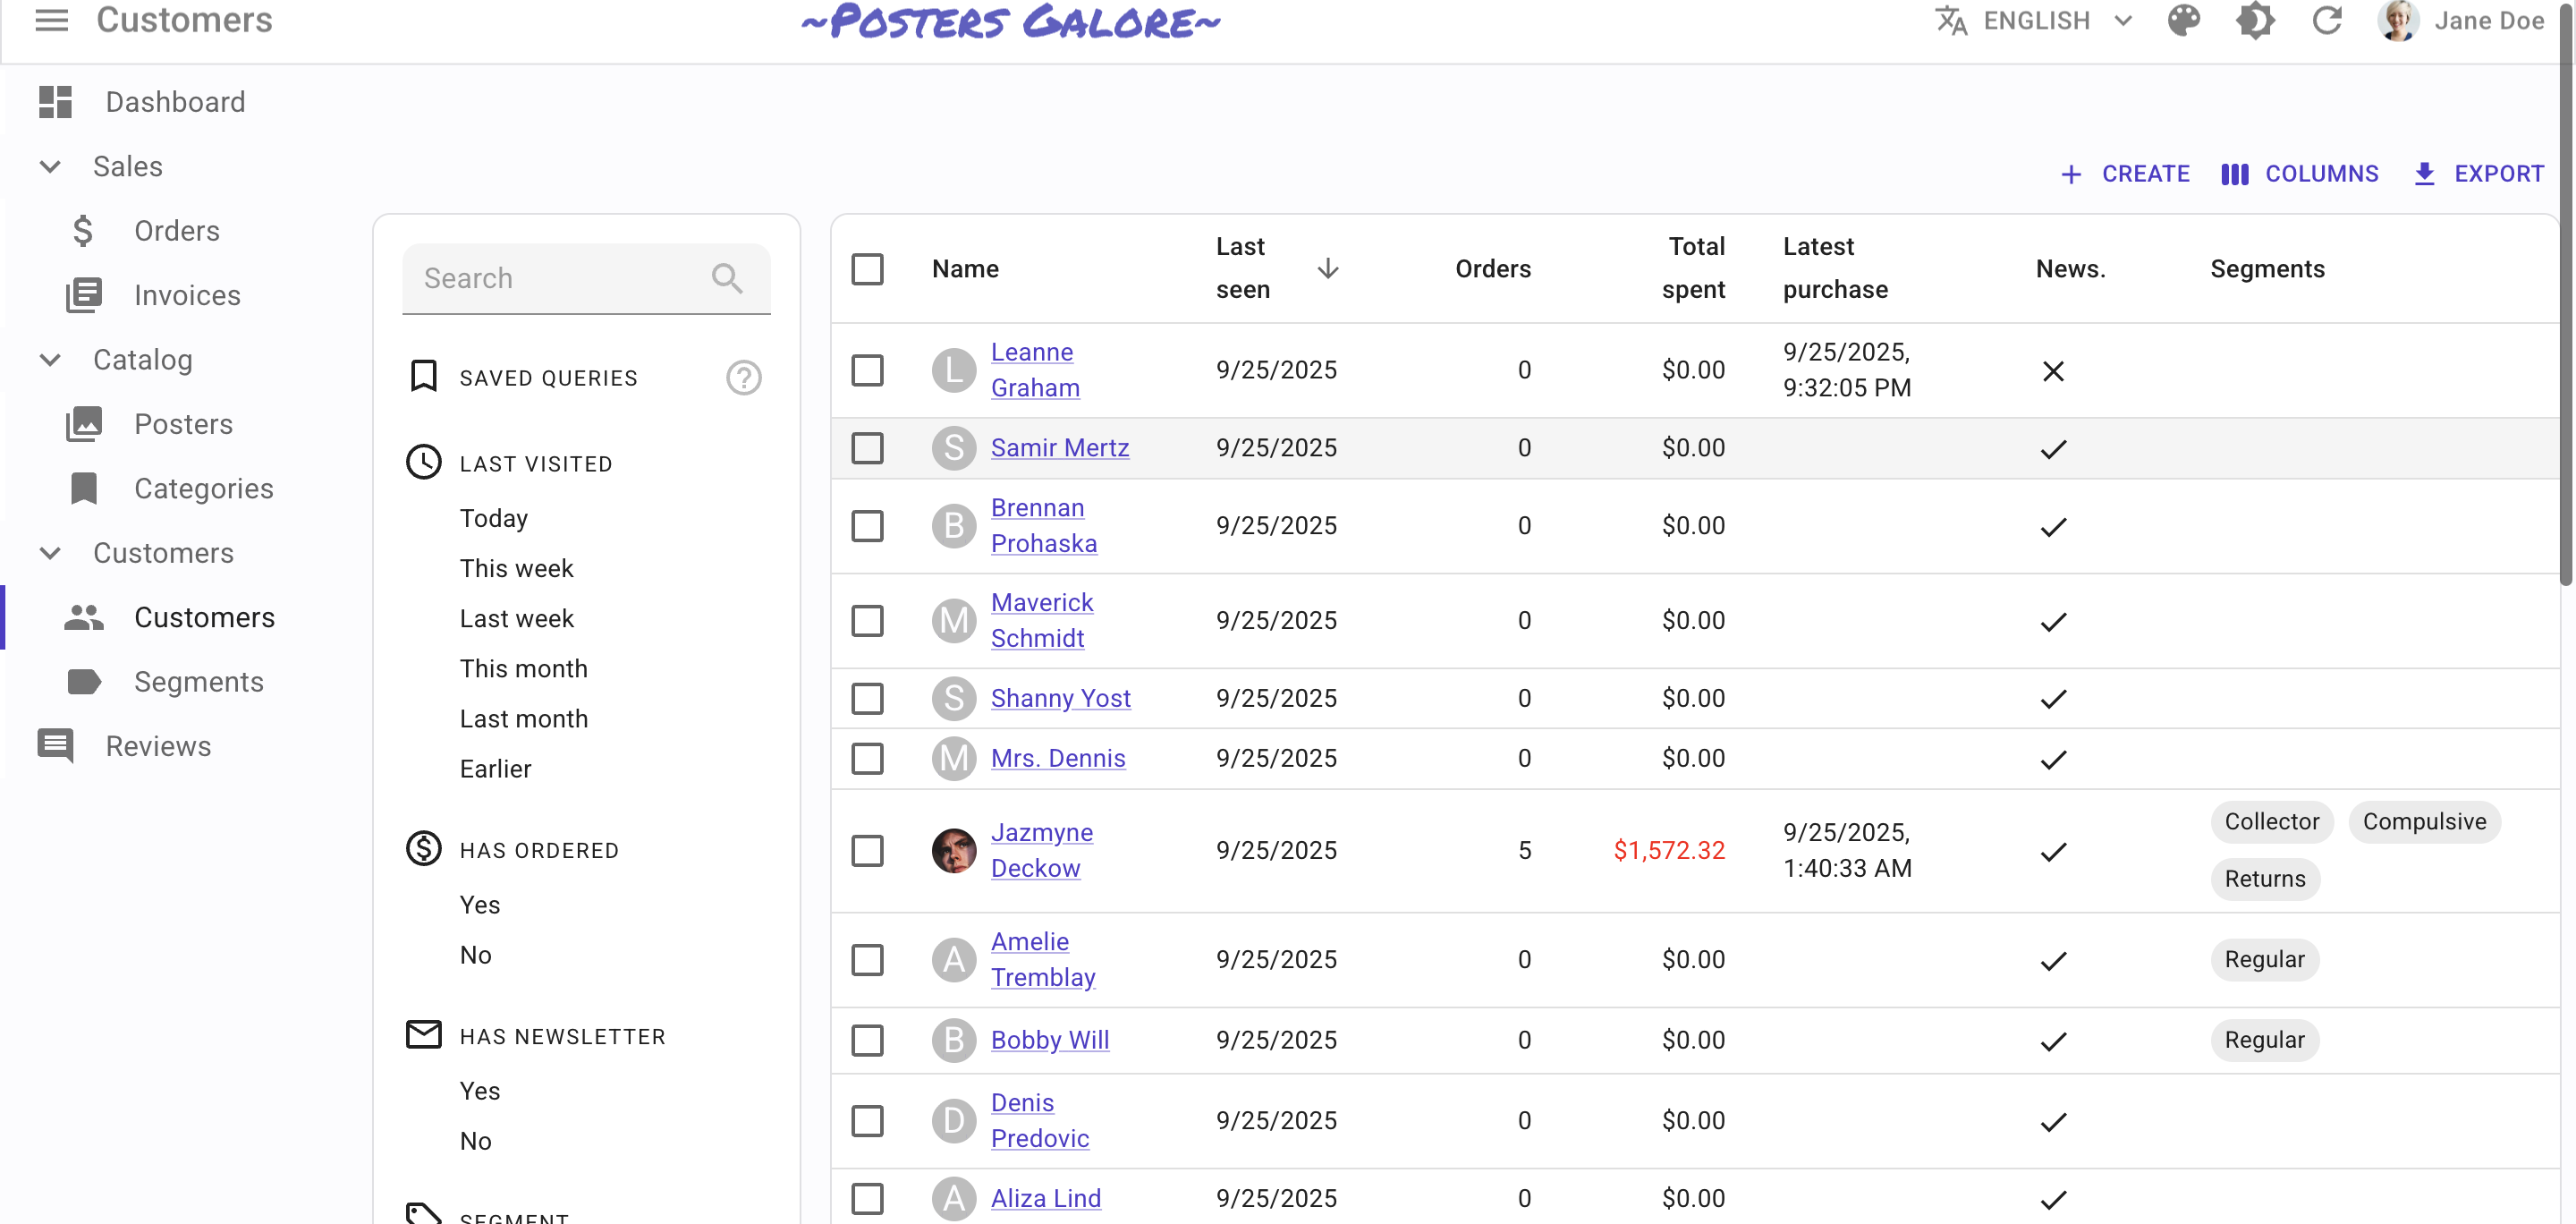 Customers
~Posters Galore~
ENGLISH
Jane Doe
Dashboard
Sales
Orders
Invoices
Catalog
Posters
Categories
Customers
Customers
Segments
Reviews
CREATE
COLUMNS
EXPORT
Search
SAVED QUERIES
?
LAST VISITED
Today
This week
Last week
This month
Last month
Earlier
$ HAS ORDERED
Yes
No
HAS NEWSLETTER
Yes
No
SEGMENT
Name Last seen Orders Total spent Latest purchase News. Segments
L Leanne Graham 9/25/2025 0 $0.00 9/25/2025, 9:32:05 PM
S Samir Mertz 9/25/2025 0 $0.00
B Brennan Prohaska 9/25/2025 0 $0.00
M Maverick Schmidt 9/25/2025 0 $0.00
S Shanny Yost 9/25/2025 0 $0.00
M Mrs. Dennis 9/25/2025 0 $0.00
Jazmyne Deckow 9/25/2025 5 $1,572.32 9/25/2025, 1:40:33 AM Collector Compulsive Returns
A Amelie Tremblay 9/25/2025 0 $0.00 Regular
B Bobby Will 9/25/2025 0 $0.00 Regular
D Denis Predovic 9/25/2025 0 $0.00
A Aliza Lind 9/25/2025 0 $0.00